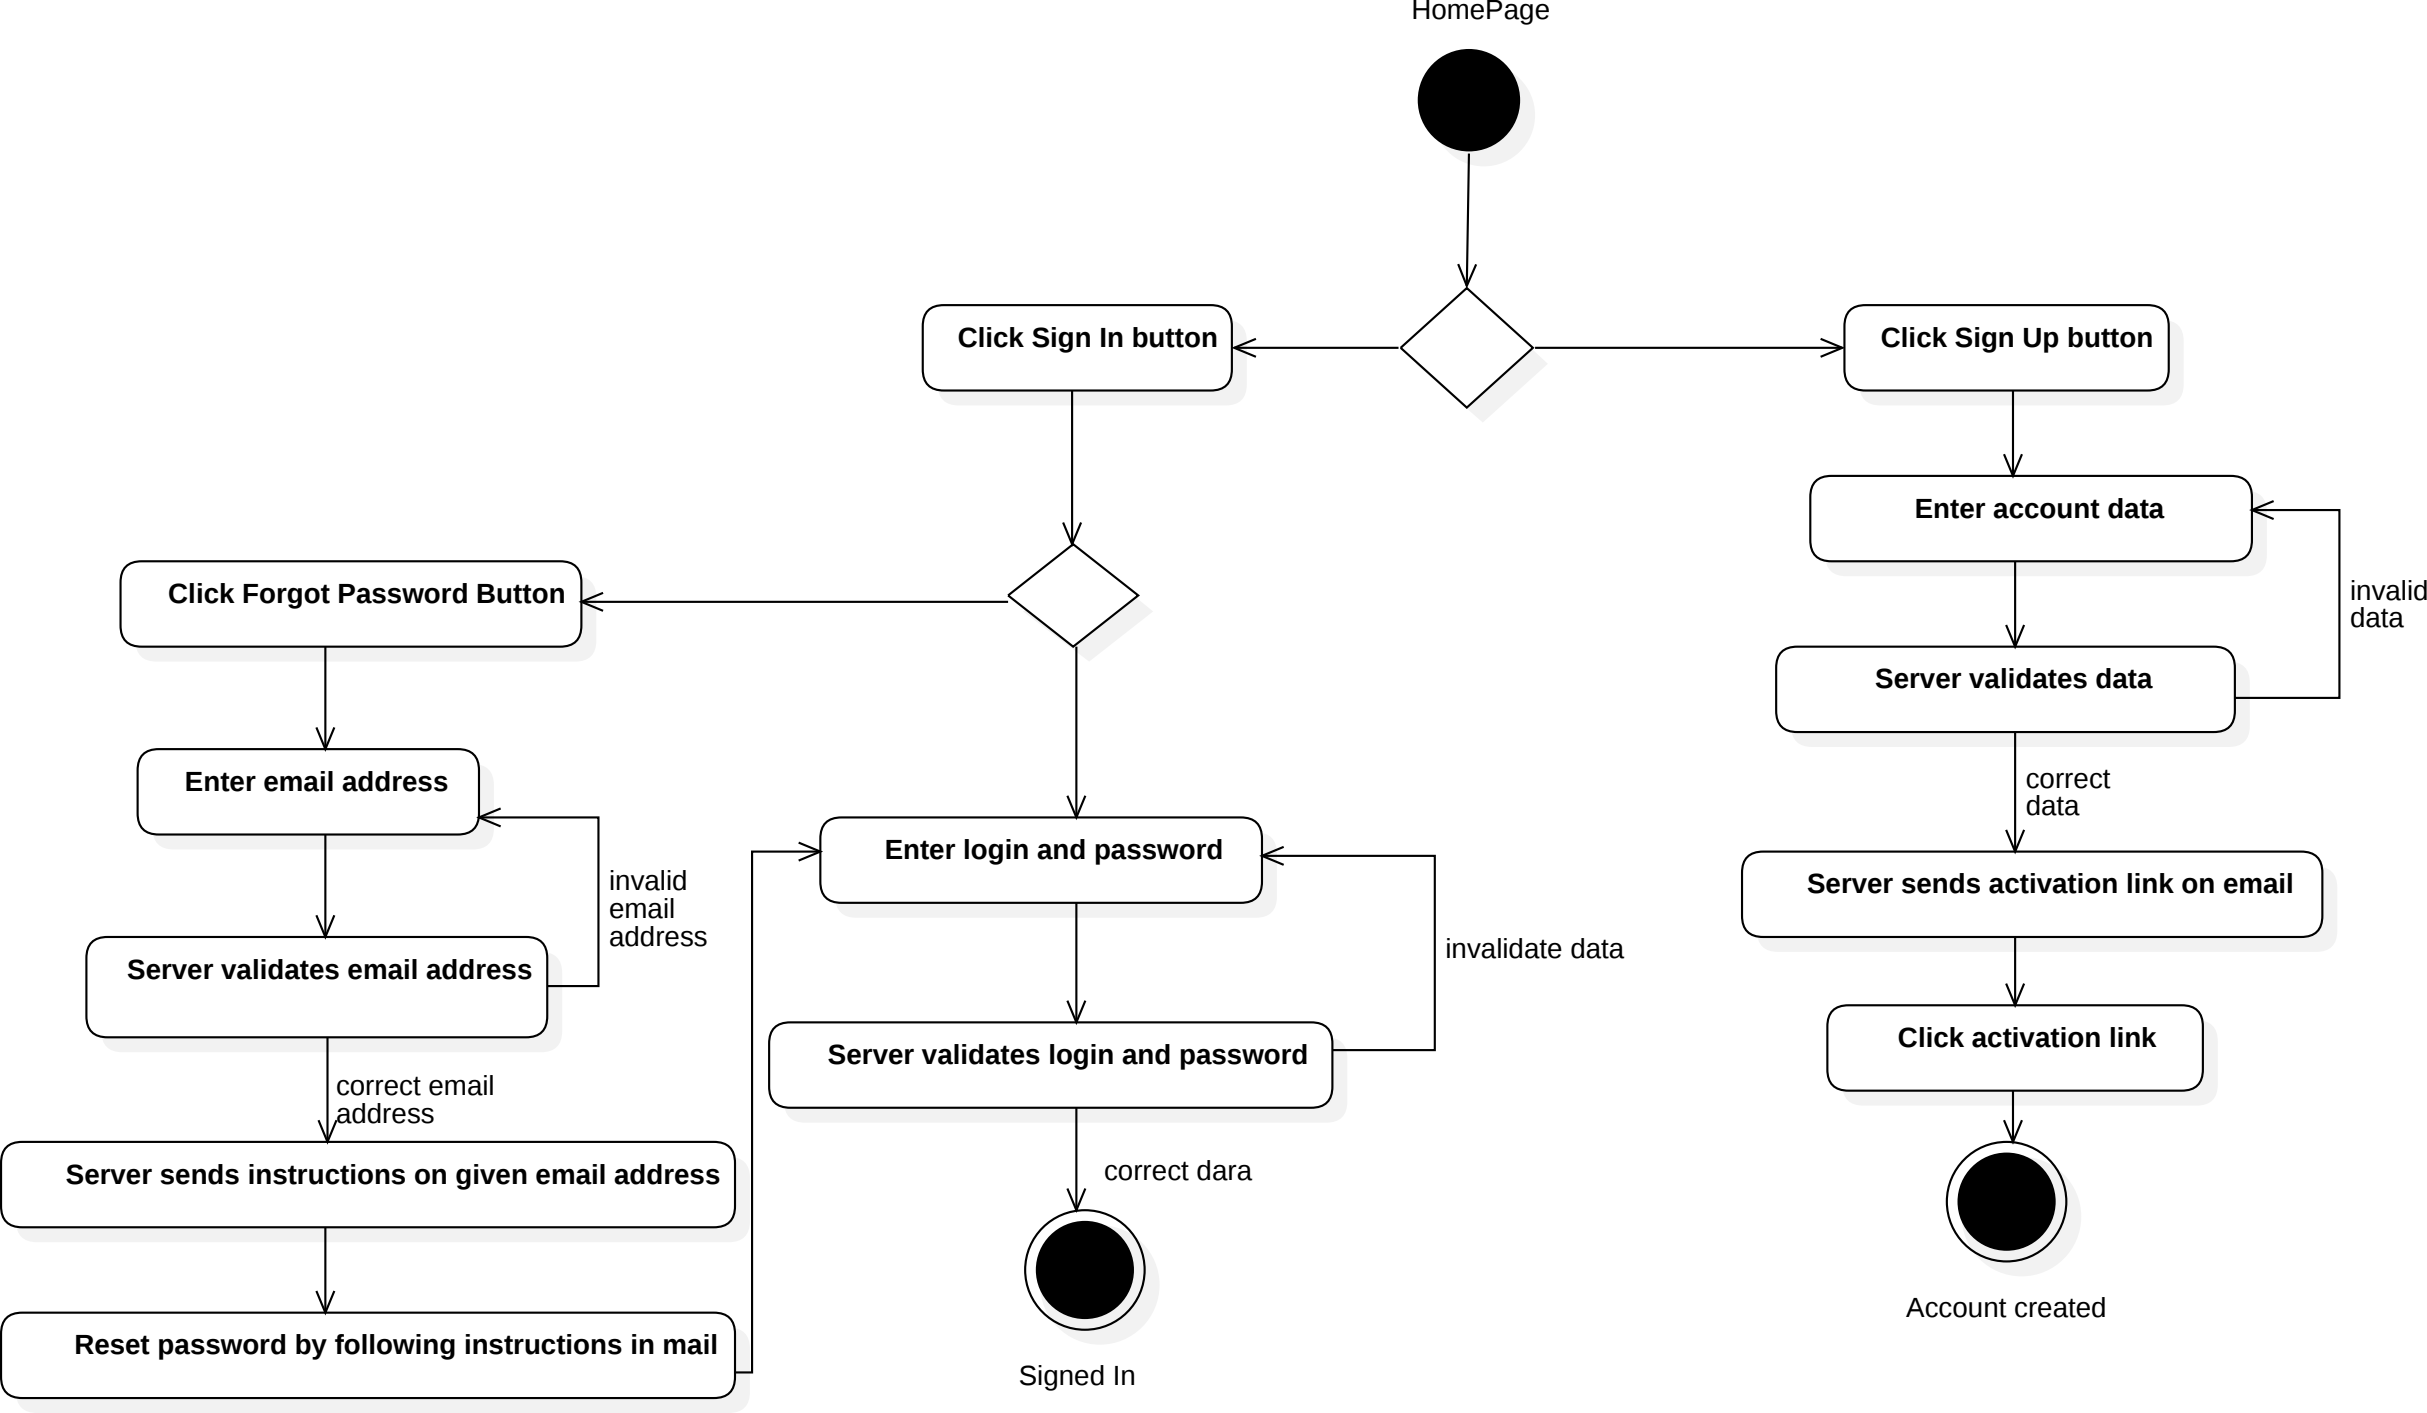 HomePage
Click Sign In button
Click Sign Up button
Enter account data
Click Forgot Password Button
invalid
data
Server validates data
Enter email address
correct
data
Enter login and password
invalid
email
address
Server sends activation link on email
invalidate data
Server validates email address
Click activation link
Server validates login and password
correct email
address
correct dara
Server sends instructions on given email address
Account created
Reset password by following instructions in mail
Signed In